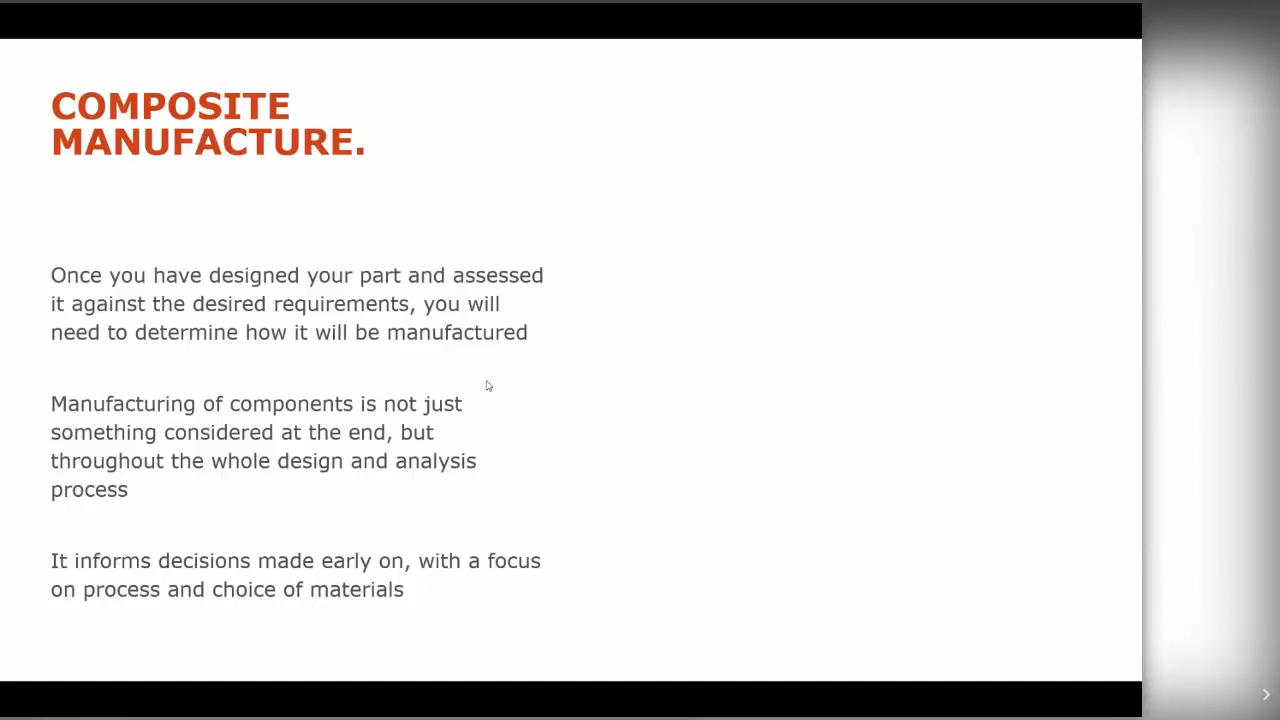 COMPOSITE
MANUFACTURE.
Once you have designed your part and assessed
it against the desired requirements, you will
need to determine how it will be manufactured
Manufacturing of components is not just
something considered at the end, but
throughout the whole design and analysis
process
It informs decisions made early on, with a focus
on process and choice of materials